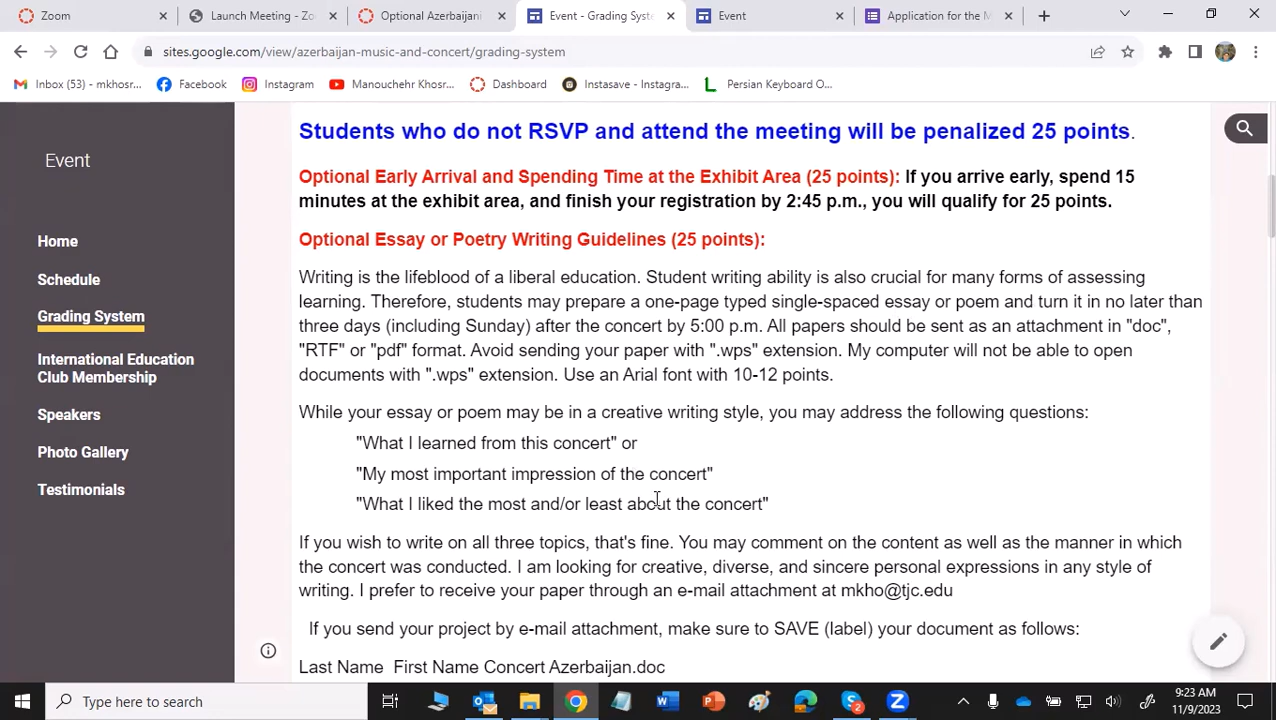 Zoom
Launch Meeting - Zo
Optional Azerbaijani
Event - Grading Syste
Event
Application for the M
sites.google.com/view/azerbaijan-music-and-concert/grading-system
Inbox (53) - mkhosr...
Facebook
Instagram
Manouchehr Khosr...
Dashboard
Instasave - Instagra...
Persian Keyboard O...
Event
Home
Schedule
Grading System
International Education
Club Membership
Speakers
Photo Gallery
Testimonials
Students who do not RSVP and attend the meeting will be penalized 25 points.
Optional Early Arrival and Spending Time at the Exhibit Area (25 points): If you arrive early, spend 15
minutes at the exhibit area, and finish your registration by 2:45 p.m., you will qualify for 25 points.
Optional Essay or Poetry Writing Guidelines (25 points):
Writing is the lifeblood of a liberal education. Student writing ability is also crucial for many forms of assessing
learning. Therefore, students may prepare a one-page typed single-spaced essay or poem and turn it in no later than
three days (including Sunday) after the concert by 5:00 p.m. All papers should be sent as an attachment in "doc",
"RTF" or "pdf" format. Avoid sending your paper with ".wps" extension. My computer will not be able to open
documents with ".wps" extension. Use an Arial font with 10-12 points.
While your essay or poem may be in a creative writing style, you may address the following questions:
"What I learned from this concert" or
"My most important impression of the concert"
"What I liked the most and/or least about the concert"
If you wish to write on all three topics, that's fine. You may comment on the content as well as the manner in which
the concert was conducted. I am looking for creative, diverse, and sincere personal expressions in any style of
writing. I prefer to receive your paper through an e-mail attachment at mkho@tjc.edu
If you send your project by e-mail attachment, make sure to SAVE (label) your document as follows:
Last Name  First Name Concert Azerbaijan.doc
Type here to search
9:23 AM
11/9/2023